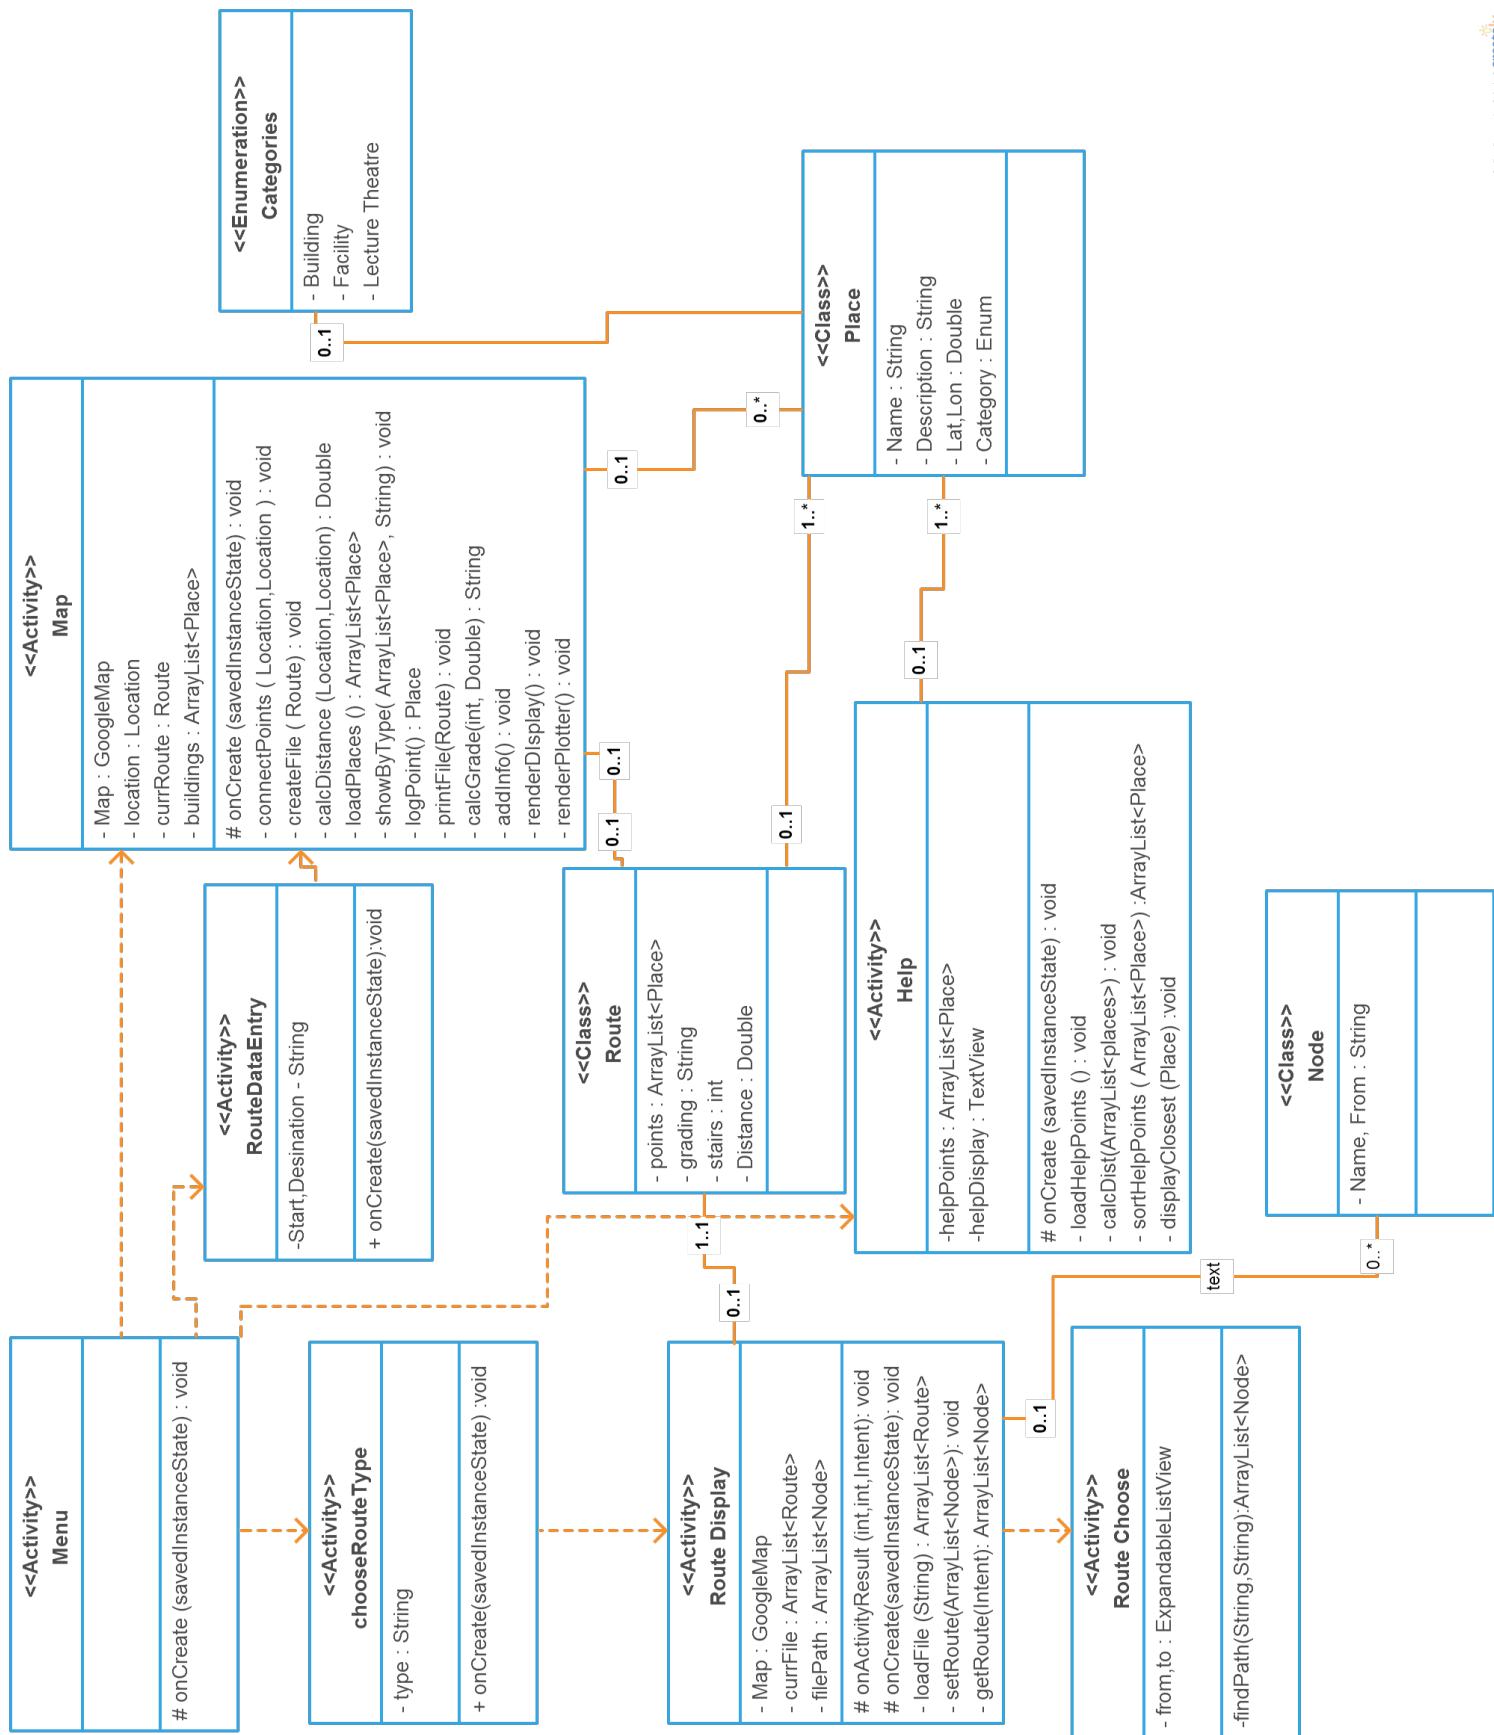 <<Activity>>
Menu
# onCreate (savedInstanceState) : void
<<Activity>>
chooseRouteType
- type : String
+ onCreate(savedInstanceState) :void
<<Activity>>
Route Display
- Map : GoogleMap
- currFile : ArrayList<Route>
- filePath : ArrayList<Node>
# onActivityResult (int,int,Intent): void
# onCreate(savedInstanceState): void
- loadFile (String) : ArrayList<Route>
- setRoute(ArrayList<Node>): void
- getRoute(Intent): ArrayList<Node>
<<Activity>>
Route Choose
- from,to : ExpandableListView
-findPath(String,String):ArrayList<Node>
<<Activity>>
RouteDataEntry
-Start,Desination - String
+ onCreate(savedInstanceState):void
<<Class>>
Route
- points : ArrayList<Place>
- grading : String
- stairs : int
- Distance : Double
<<Activity>>
Help
-helpPoints : ArrayList<Place>
-helpDisplay : TextView
# onCreate (savedInstanceState) : void
- loadHelpPoints () : void
- calcDist(ArrayList<places>) : void
- sortHelpPoints ( ArrayList<Place>) :ArrayList<Place>
- displayClosest (Place) :void
<<Class>>
Node
- Name, From : String
<<Activity>>
Map
- Map : GoogleMap
- location : Location
- currRoute : Route
- buildings : ArrayList<Place>
# onCreate (savedInstanceState) : void
- connectPoints ( Location,Location ) : void
- createFile ( Route) : void
- calcDistance (Location,Location) : Double
- loadPlaces () : ArrayList<Place>
- showByType( ArrayList<Place>, String) : void
- logPoint() : Place
- printFile(Route) : void
- calcGrade(int, Double) : String
- addInfo() : void
- renderDIsplay() : void
- renderPlotter() : void
<<Enumeration>>
Categories
- Building
- Facility
- Lecture Theatre
<<Class>>
Place
- Name : String
- Description : String
- Lat,Lon : Double
- Category : Enum
0..1
0..1
0..*
0..1
0..1
1..*
0..1
1..*
0..1
1..1
0..1
0..1
text
0..*